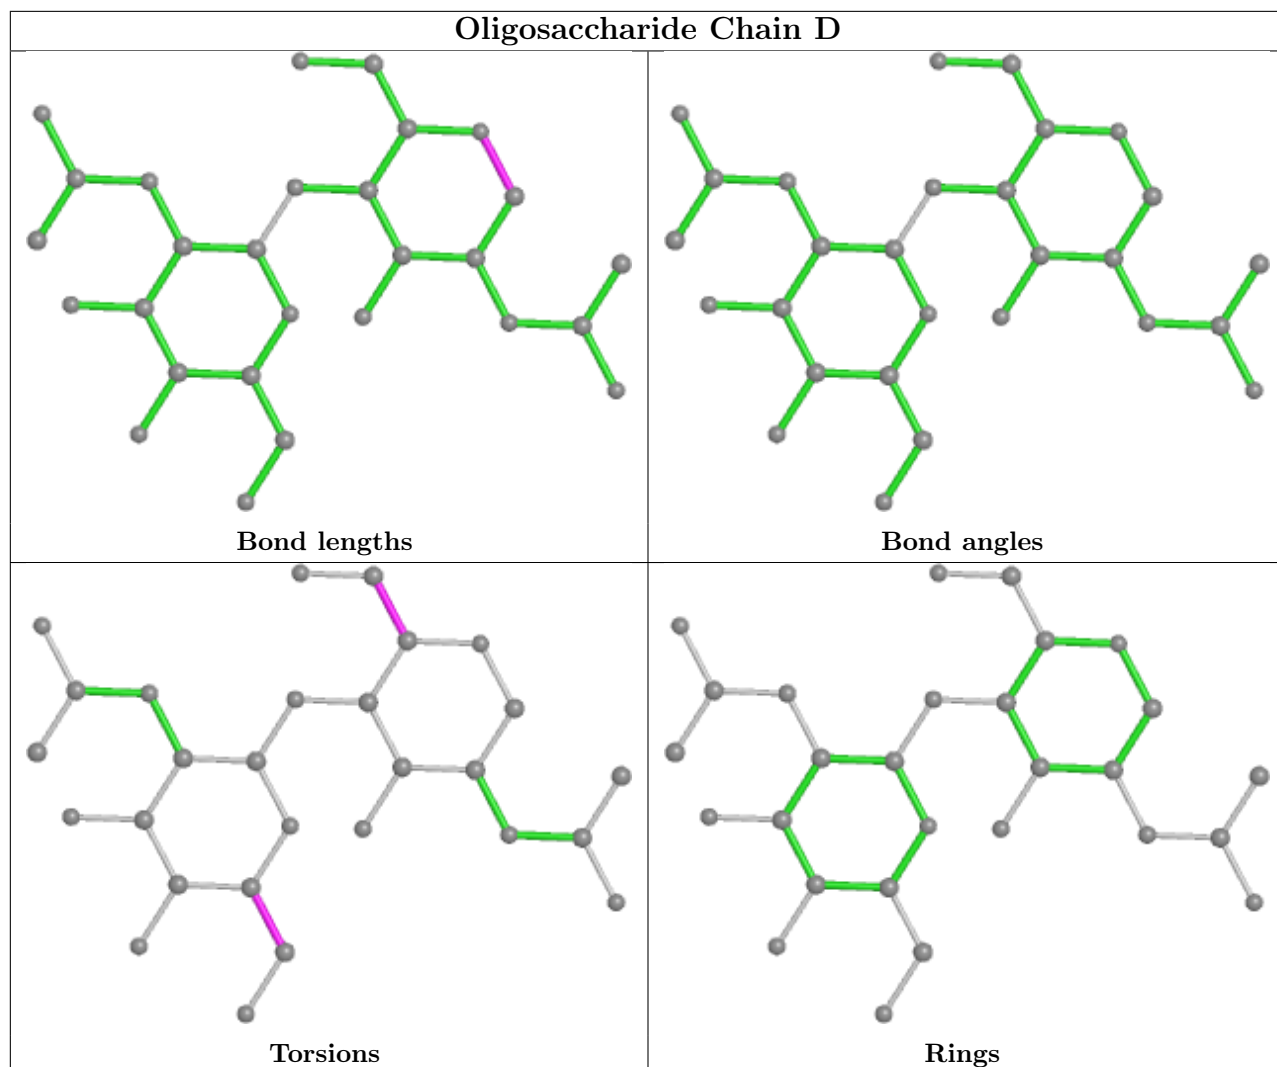 Oligosaccharide Chain D
Bond lengths
Bond angles
Torsions
Rings